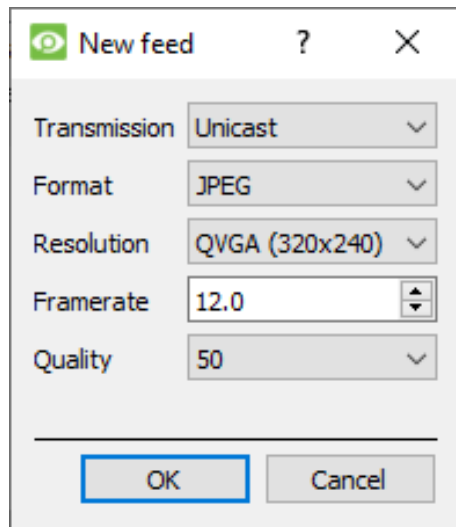 New feed ?
Transmission Unicast
Format JPEG
Resolution QVGA (320x240)
Framerate 12.0
Quality 50
OK Cancel